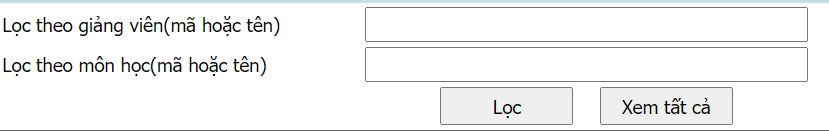 Lọc theo giảng viên(mã hoặc tên)
Lọc theo môn học(mã hoặc tên)
Lọc Xem tất cả